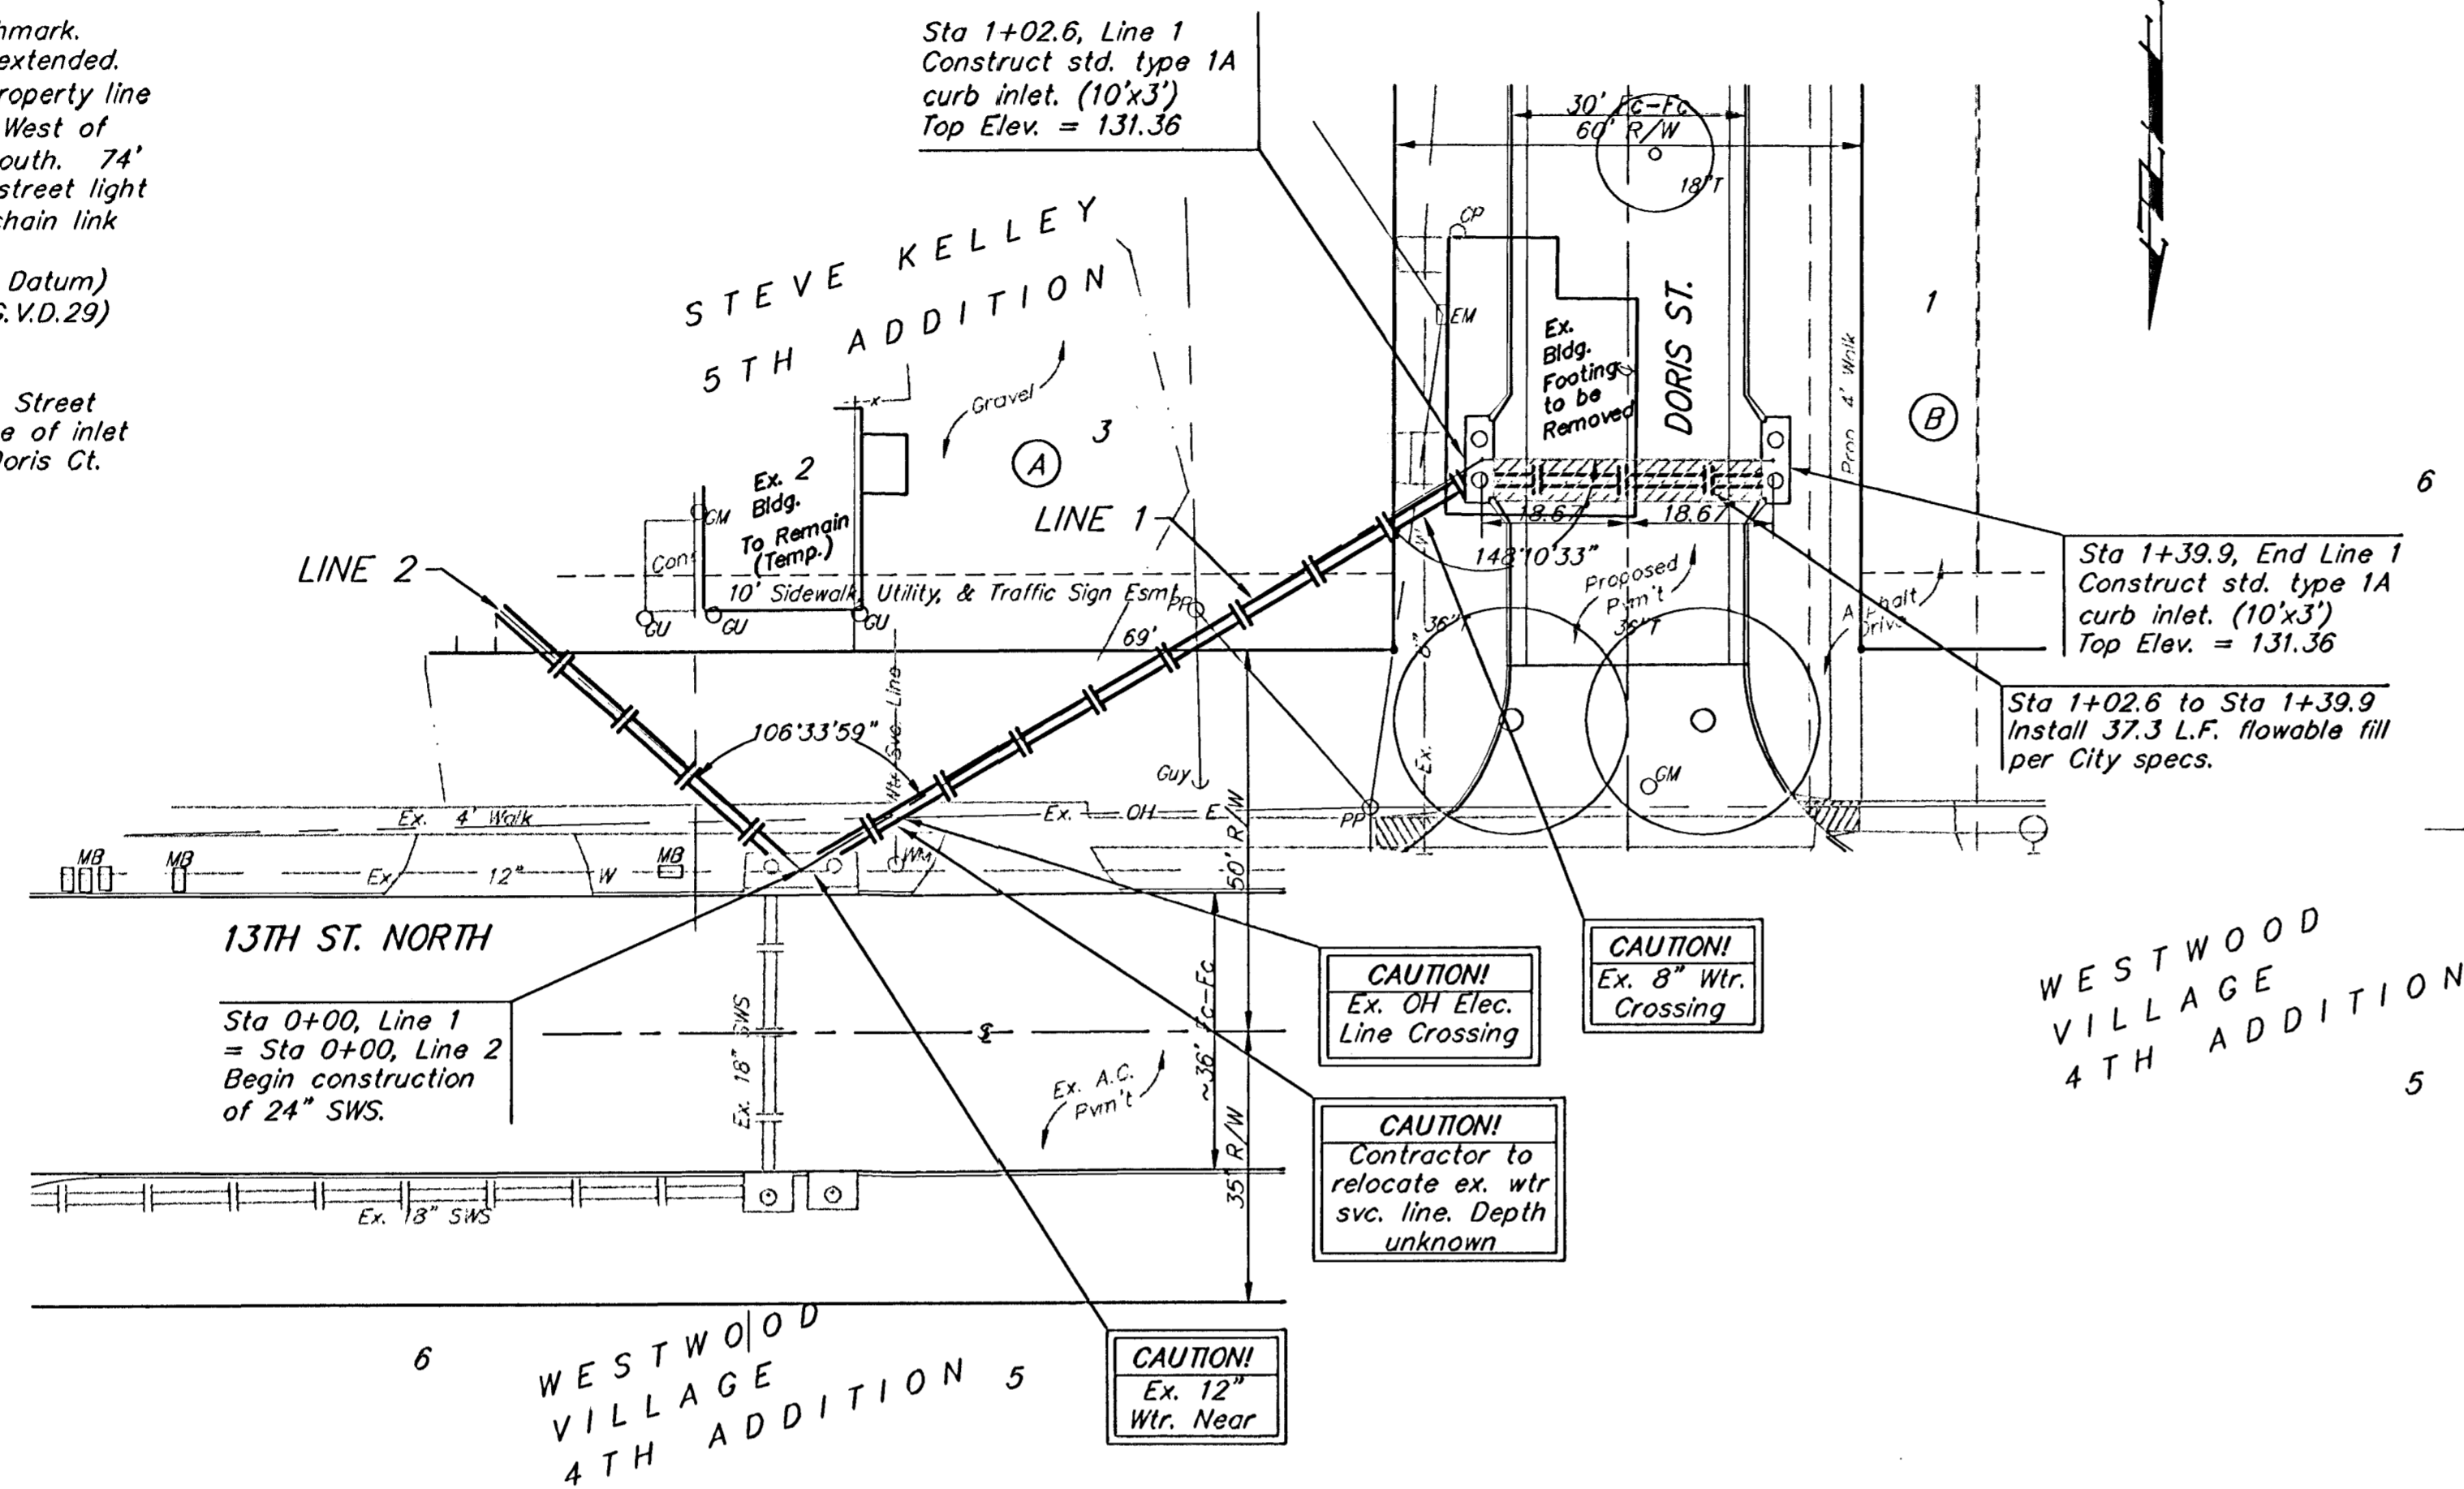 hmark.
extended.
roperty line
West of
outh. 74'
street light
chain link
Datum)
.V.D.29)
Street
e of inlet
Doris Ct.
Sta 1+02.6, Line 1
Construct std. type 1A
curb inlet. (10'x3')
Top Elev. = 131.36
30' Fc-Fc
60' R/W
18"T
CP
EM
STEVE KELLEY
5TH ADDITION
Gravel
A
3
Ex.
Bldg.
Footing
to be
Removed
DORIS ST.
Prop. 4' Walk
1
B
6
Ex. 2
Bldg.
To Remain
(Temp.)
GM
GU
GU
GU
LINE 1
LINE 2
10' Sidewalk, Utility, & Traffic Sign Esmt.
PP
69'
18.67
18.67
148°10'33"
Proposed
Pvm't
36"T
36"T
8"
W
Asphalt
Drive
Sta 1+39.9, End Line 1
Construct std. type 1A
curb inlet. (10'x3')
Top Elev. = 131.36
Sta 1+02.6 to Sta 1+39.9
Install 37.3 L.F. flowable fill
per City specs.
106°33'59"
Wtr Svc Line
Guy
GM
Ex. 4' Walk
Ex. OH E
PP
Ex.
W
MB
MB
MB
Ex. 12" W
WM
50' R/W
13TH ST. NORTH
Sta 0+00, Line 1
= Sta 0+00, Line 2
Begin construction
of 24" SWS.
Ex. 18" SWS
Ex. 18" SWS
℄
~36' Fc-Fc
35' R/W
Ex. A.C.
Pvm't
CAUTION!
Ex. OH Elec.
Line Crossing
CAUTION!
Ex. 8" Wtr.
Crossing
CAUTION!
Contractor to
relocate ex. wtr
svc. line. Depth
unknown
CAUTION!
Ex. 12"
Wtr. Near
WESTWOOD
VILLAGE
4TH ADDITION
5
6
WESTWOOD
VILLAGE
4TH ADDITION
5